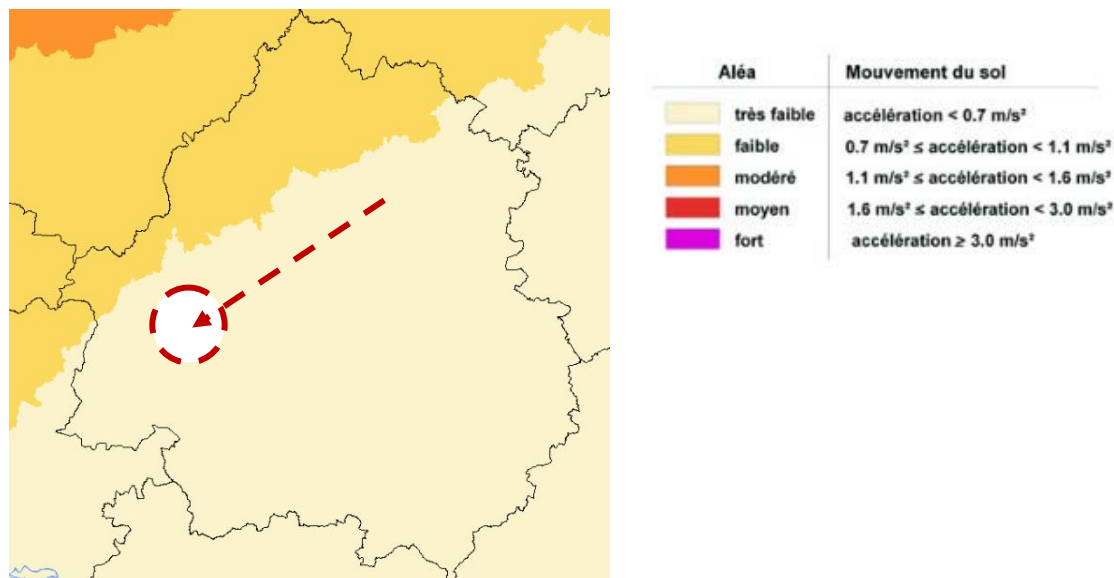 Aléa Mouvement du sol
très faible accélération < 0.7 m/s²
faible 0.7 m/s² ≤ accélération < 1.1 m/s²
modéré 1.1 m/s² ≤ accélération < 1.6 m/s²
moyen 1.6 m/s² ≤ accélération < 3.0 m/s²
fort accélération ≥ 3.0 m/s²